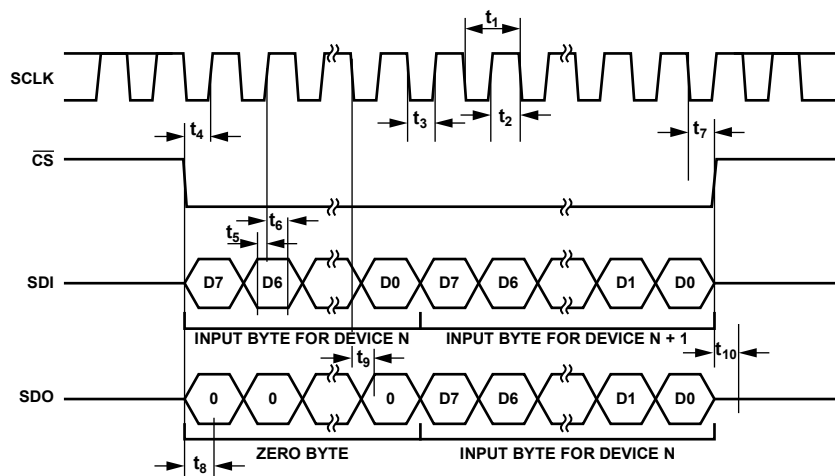 t1
SCLK
t4
t3
t2
t7
CS
t6
t5
SDI
D7
D6
D0
D7
D6
D1
D0
INPUT BYTE FOR DEVICE N
INPUT BYTE FOR DEVICE N + 1
t9
t10
SDO
0
0
0
D7
D6
D1
D0
ZERO BYTE
INPUT BYTE FOR DEVICE N
t8